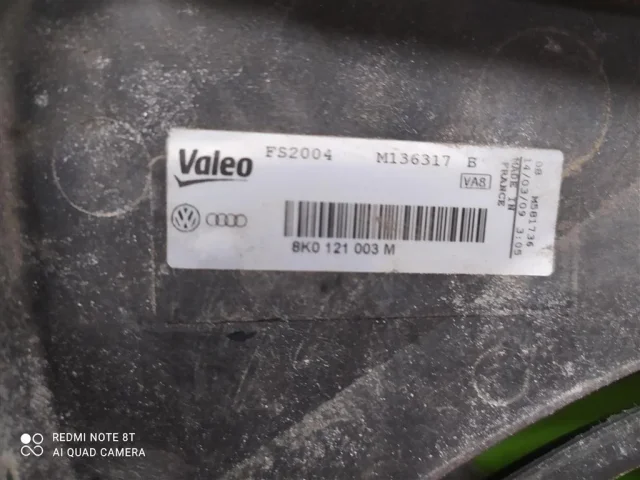 Valeo
FS2004 M136317 B
VA8
8K0 121 003 M
08 M581736
14/03/09 3:05
MADE IN
FRANCE
REDMI NOTE 8T
AI QUAD CAMERA